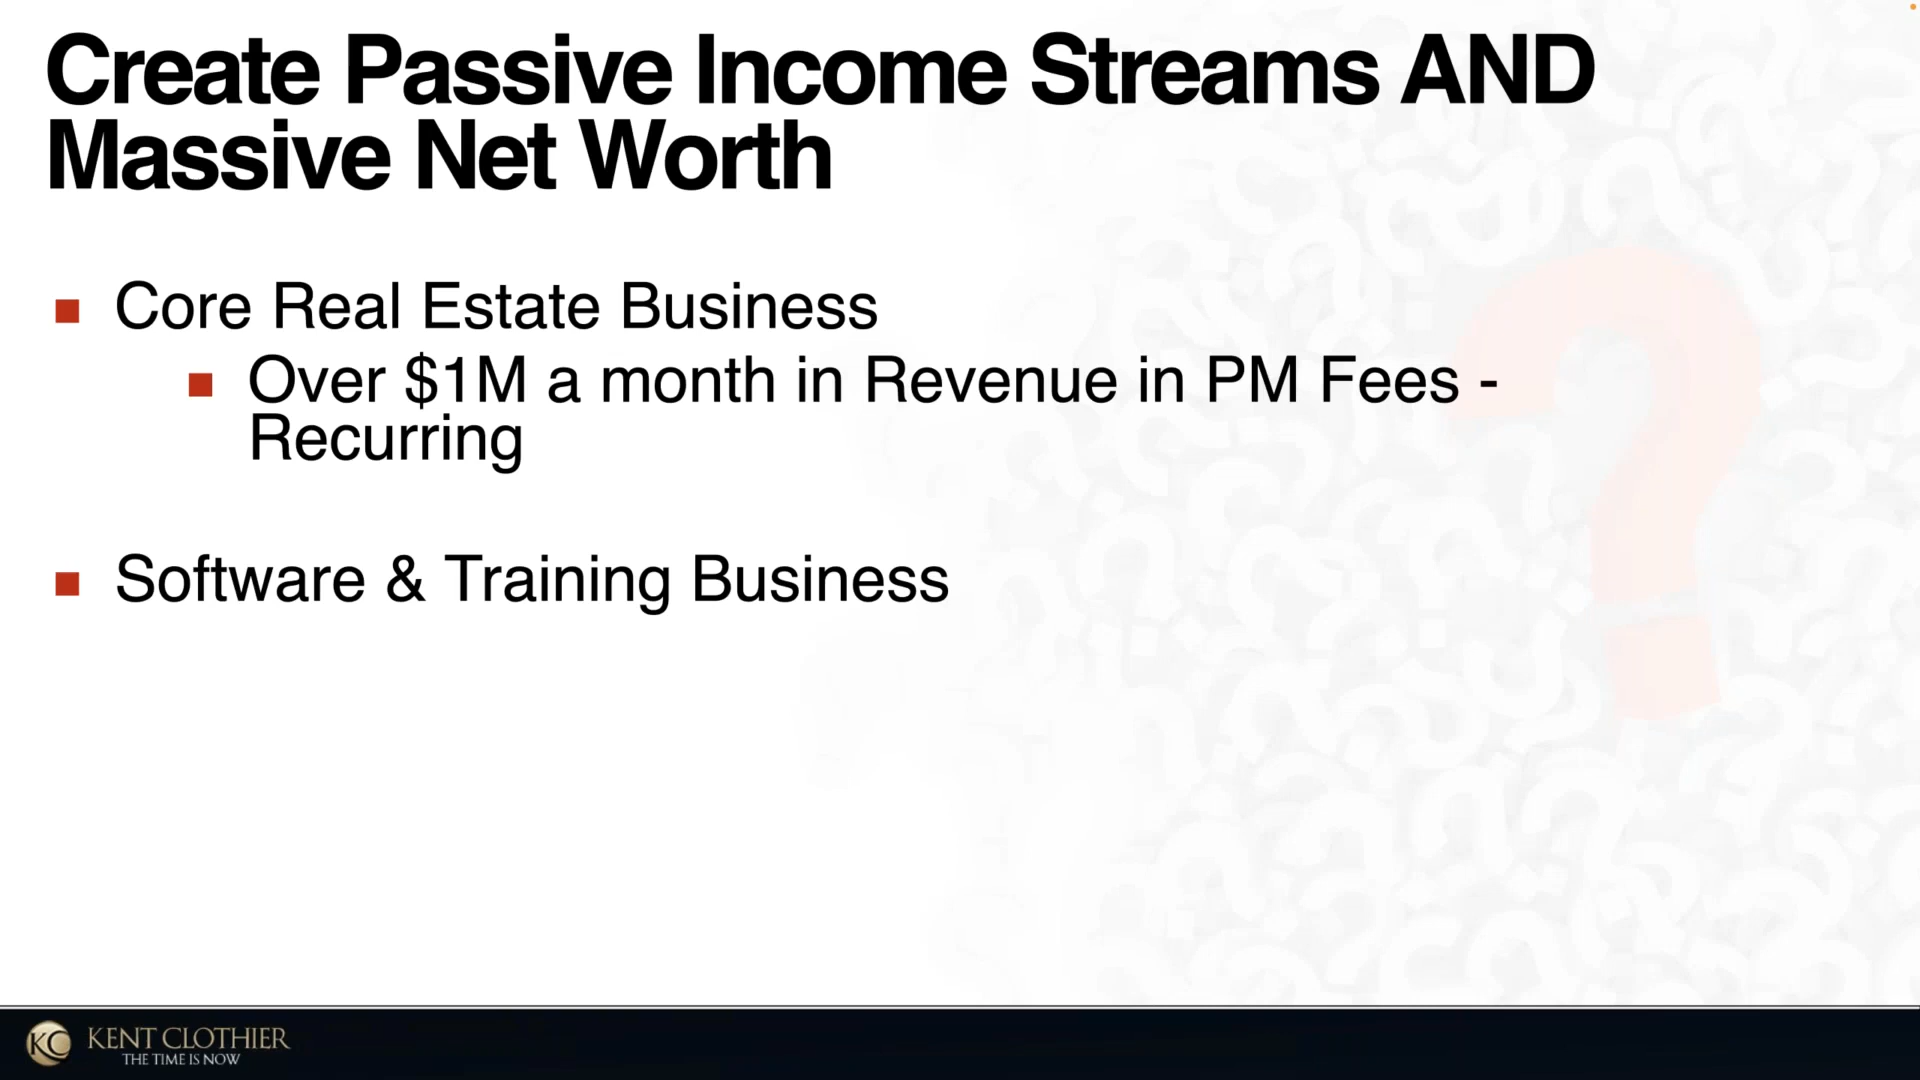 Create Passive Income Streams AND
Massive Net Worth
Core Real Estate Business
Over $1M a month in Revenue in PM Fees -
Recurring
Software & Training Business
KC
KENT CLOTHIER
THE TIME IS NOW